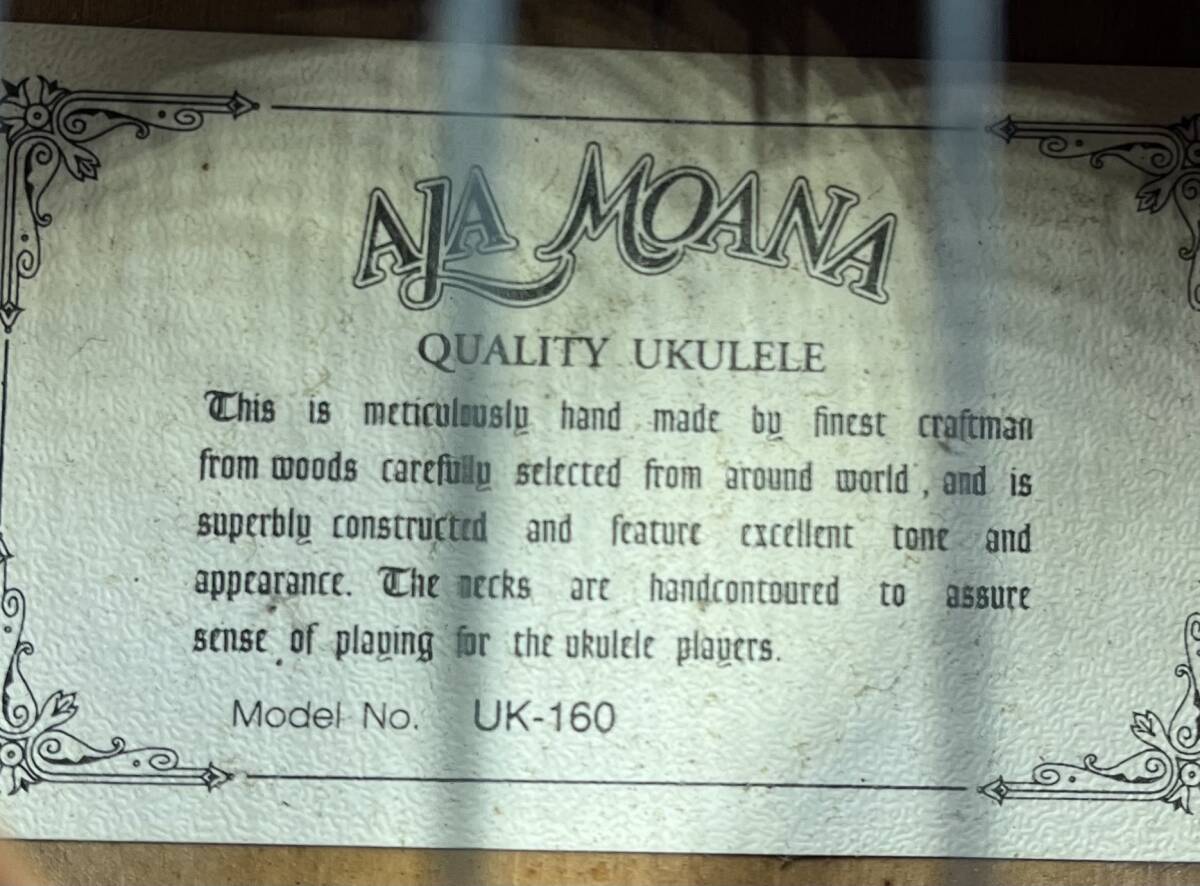 AJA MOANA
QUALITY UKULELE
This is meticulously hand made by finest craftman
from woods carefully selected from around world , and is
superbly constructed and feature excellent tone and
appearance. The necks are handcontoured to assure
sense of playing for the ukulele players.
Model No. UK-160